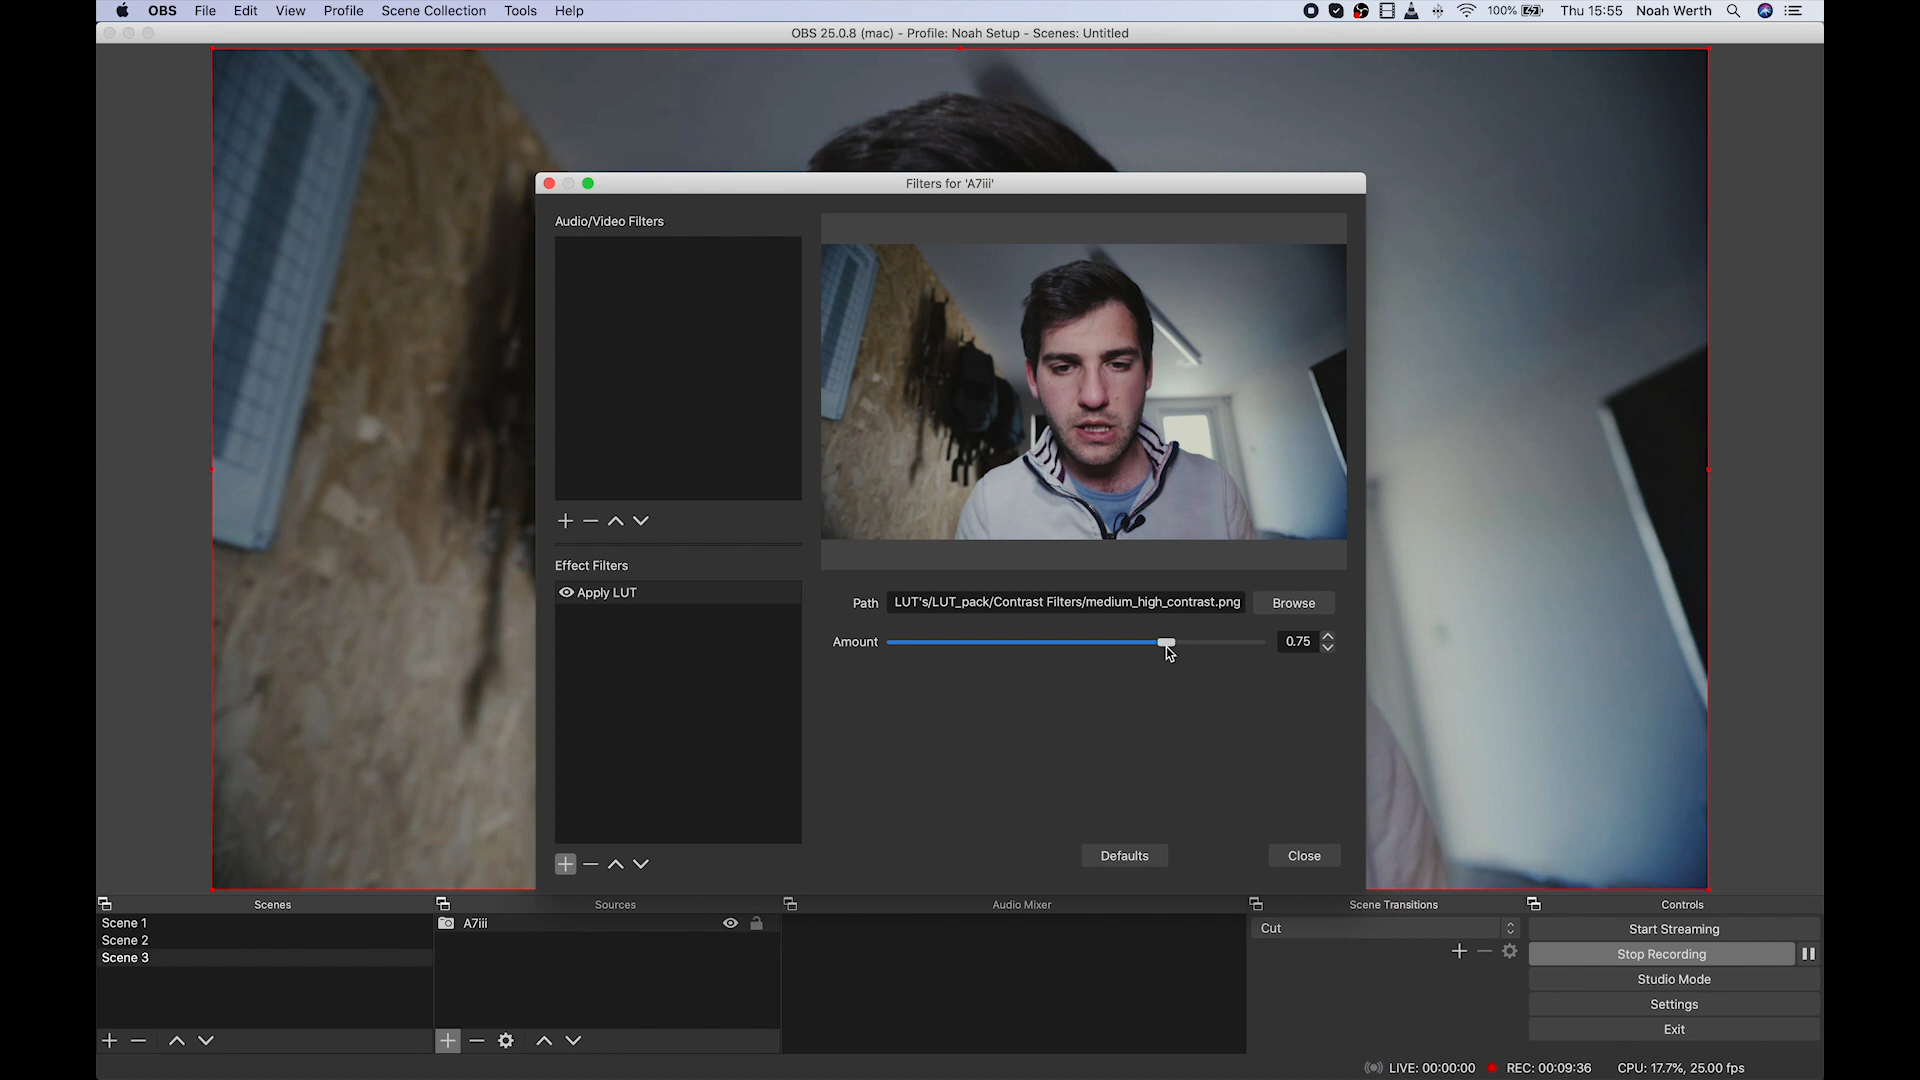 OBS File Edit View Profile Scene Collection Tools Help 100% Thu 15:55 Noah Werth
OBS 25.0.8 (mac) - Profile: Noah Setup - Scenes: Untitled
Filters for 'A7iii'
Audio/Video Filters
Effect Filters
Apply LUT
Path LUT's/LUT_pack/Contrast Filters/medium_high_contrast.png Browse
Amount 0.75
Defaults Close
Scenes
Scene 1
Scene 2
Scene 3
Sources
A7iii
Audio Mixer
Scene Transitions
Cut
Controls
Start Streaming
Stop Recording
Studio Mode
Settings
Exit
LIVE: 00:00:00 REC: 00:09:36 CPU: 17.7%, 25.00 fps